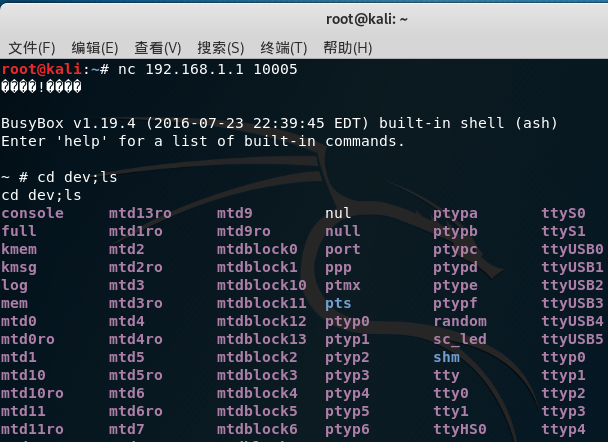 root@kali: ~
文件(F) 编辑(E) 查看(V) 搜索(S) 终端(T) 帮助(H)
root@kali:~# nc 192.168.1.1 10005
����!����
BusyBox v1.19.4 (2016-07-23 22:39:45 EDT) built-in shell (ash)
Enter 'help' for a list of built-in commands.
~ # cd dev;ls
cd dev;ls
console mtd13ro mtd9 nul ptypa ttyS0
full mtd1ro mtd9ro null ptypb ttyS1
kmem mtd2 mtdblock0 port ptypc ttyUSB0
kmsg mtd2ro mtdblock1 ppp ptypd ttyUSB1
log mtd3 mtdblock10 ptmx ptype ttyUSB2
mem mtd3ro mtdblock11 pts ptypf ttyUSB3
mtd0 mtd4 mtdblock12 ptyp0 random ttyUSB4
mtd0ro mtd4ro mtdblock13 ptyp1 sc_led ttyUSB5
mtd1 mtd5 mtdblock2 ptyp2 shm ttyp0
mtd10 mtd5ro mtdblock3 ptyp3 tty ttyp1
mtd10ro mtd6 mtdblock4 ptyp4 tty0 ttyp2
mtd11 mtd6ro mtdblock5 ptyp5 tty1 ttyp3
mtd11ro mtd7 mtdblock6 ptyp6 ttyHS0 ttyp4